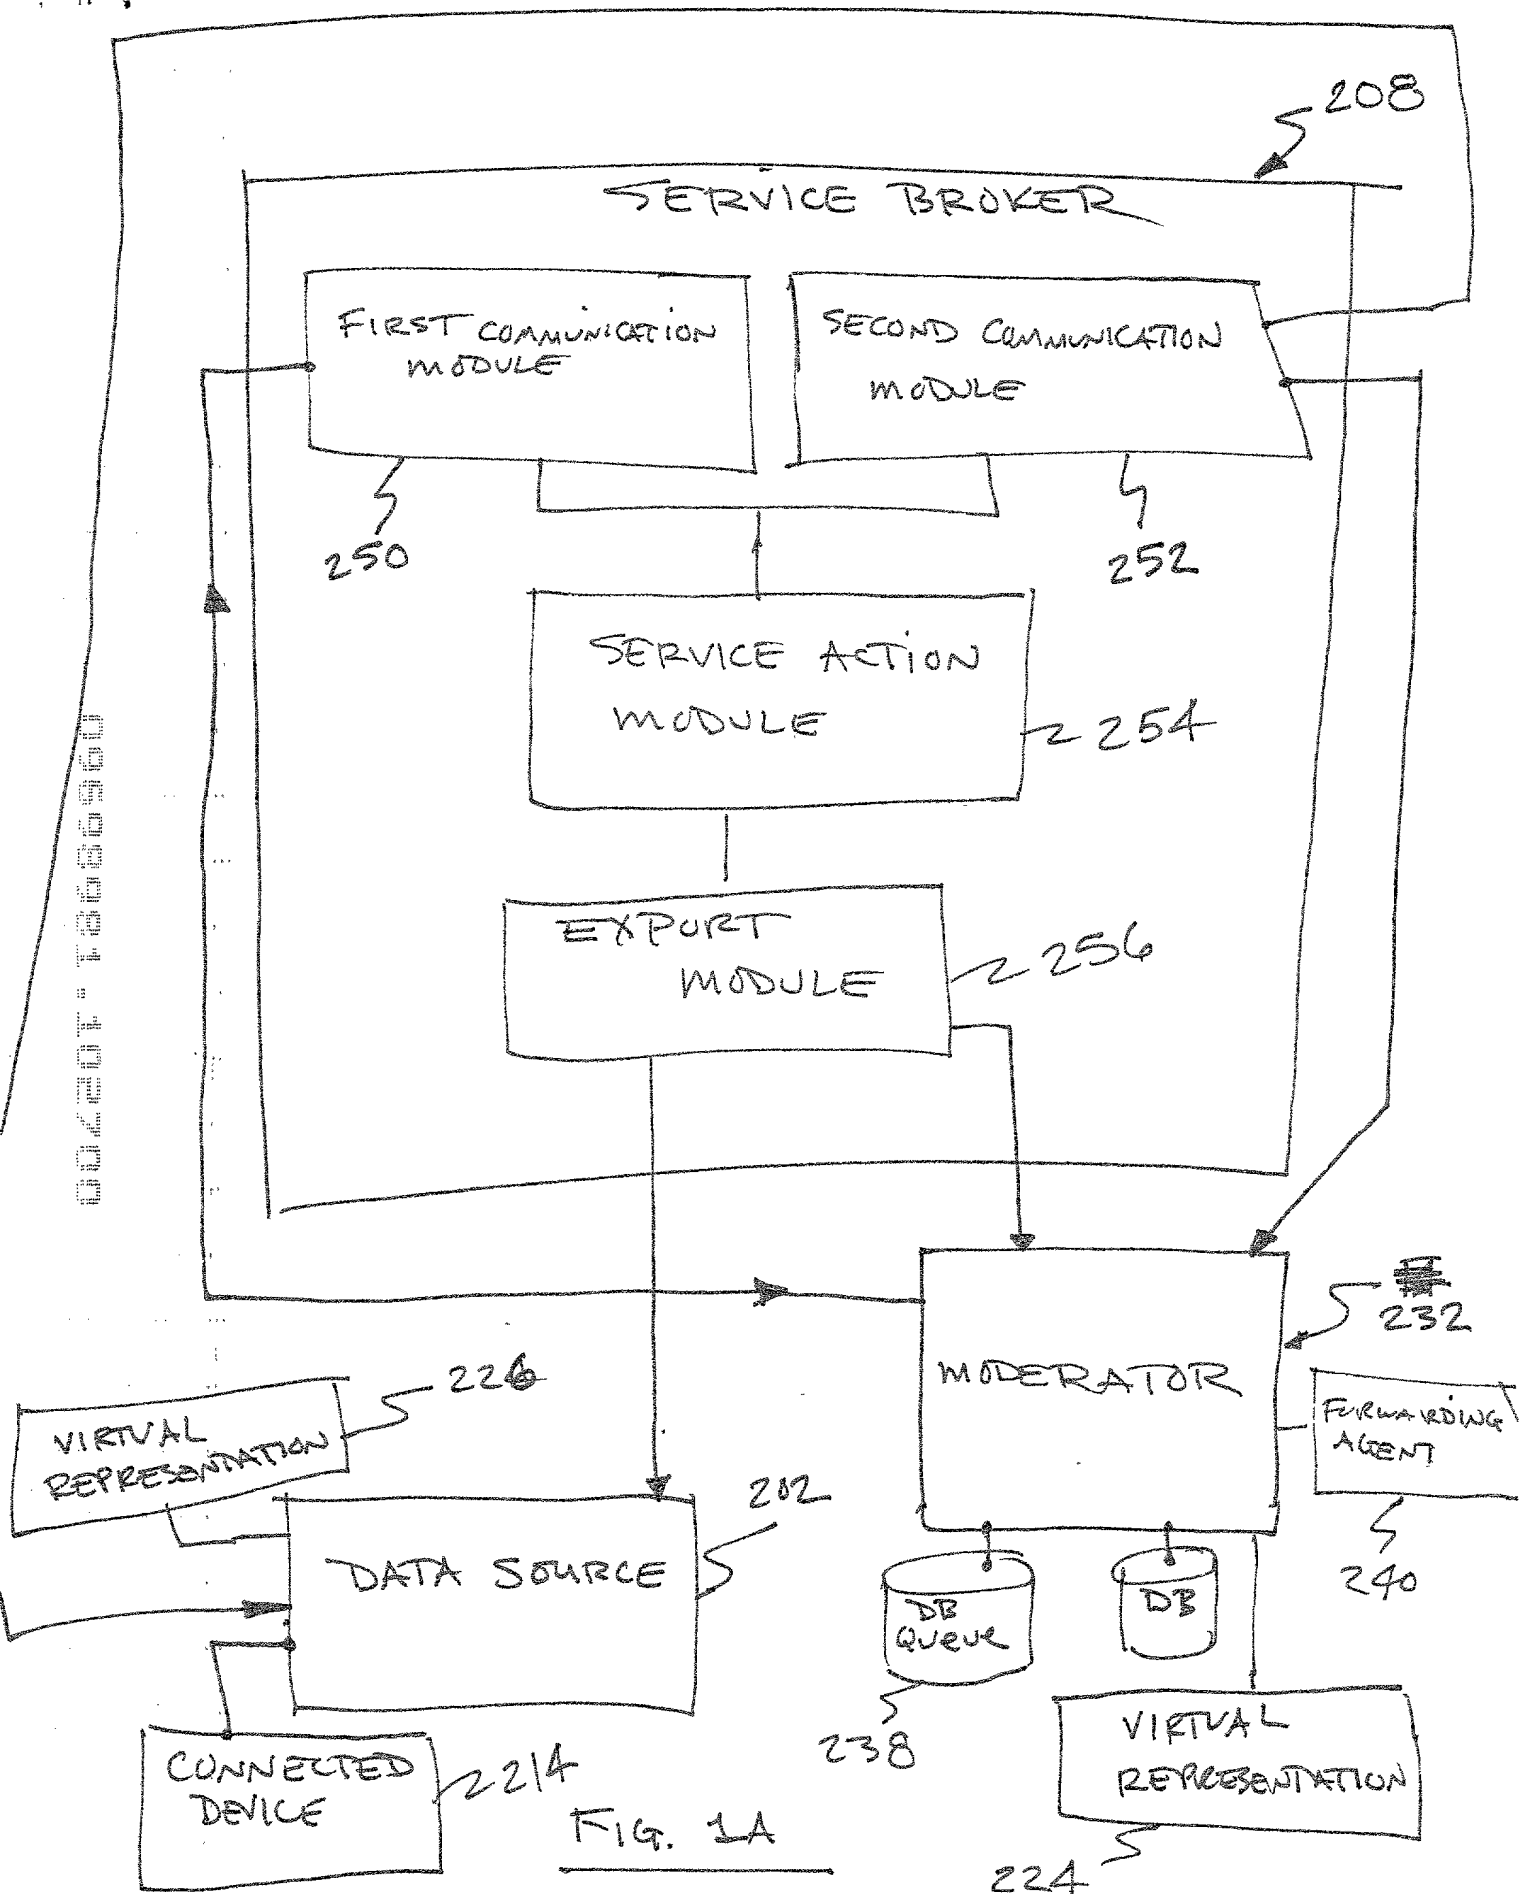 208
SERVICE BROKER
FIRST COMMUNICATION
MODULE
SECOND COMMUNICATION
MODULE
250
252
SERVICE ACTION
MODULE
254
EXPORT
MODULE
256
09698981.102700
232
MODERATOR
226
VIRTUAL
REPRESENTATION
FORWARDING
AGENT
202
DATA SOURCE
240
DB
QUEUE
DB
238
VIRTUAL
REPRESENTATION
CONNECTED
DEVICE
214
FIG. 1A
224